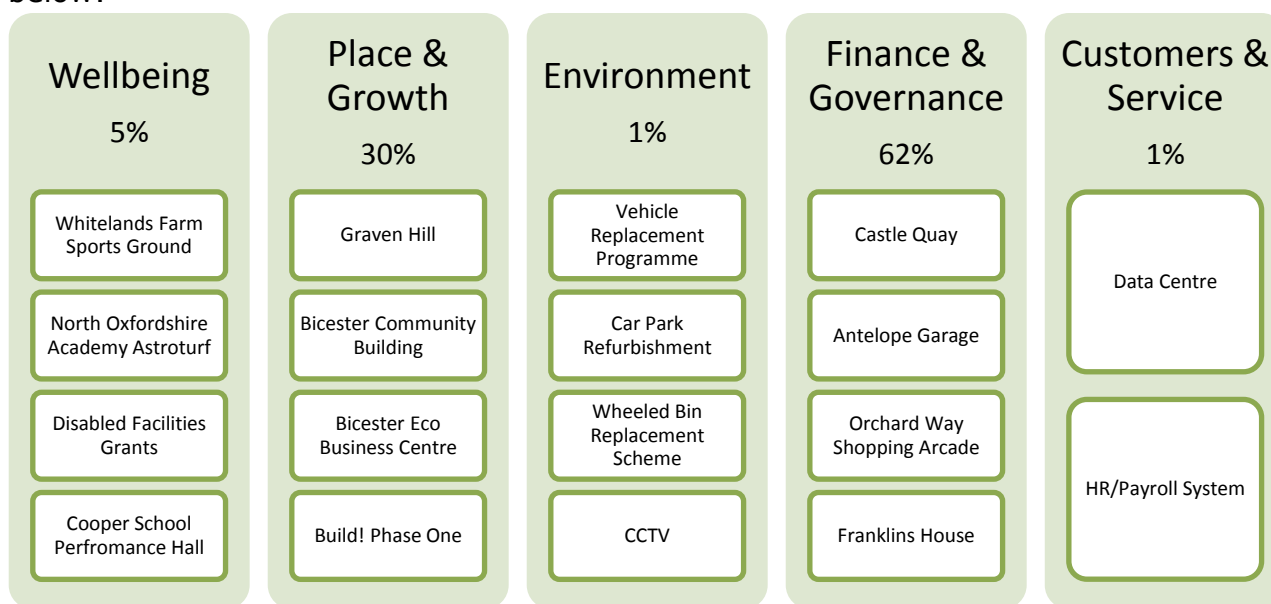 below:
Wellbeing
5%
Whitelands Farm
Sports Ground
North Oxfordshire
Academy Astroturf
Disabled Facilities
Grants
Cooper School
Perfromance Hall
Place &
Growth
30%
Graven Hill
Bicester Community
Building
Bicester Eco
Business Centre
Build! Phase One
Environment
1%
Vehicle
Replacement
Programme
Car Park
Refurbishment
Wheeled Bin
Replacement
Scheme
CCTV
Finance &
Governance
62%
Castle Quay
Antelope Garage
Orchard Way
Shopping Arcade
Franklins House
Customers &
Service
1%
Data Centre
HR/Payroll System